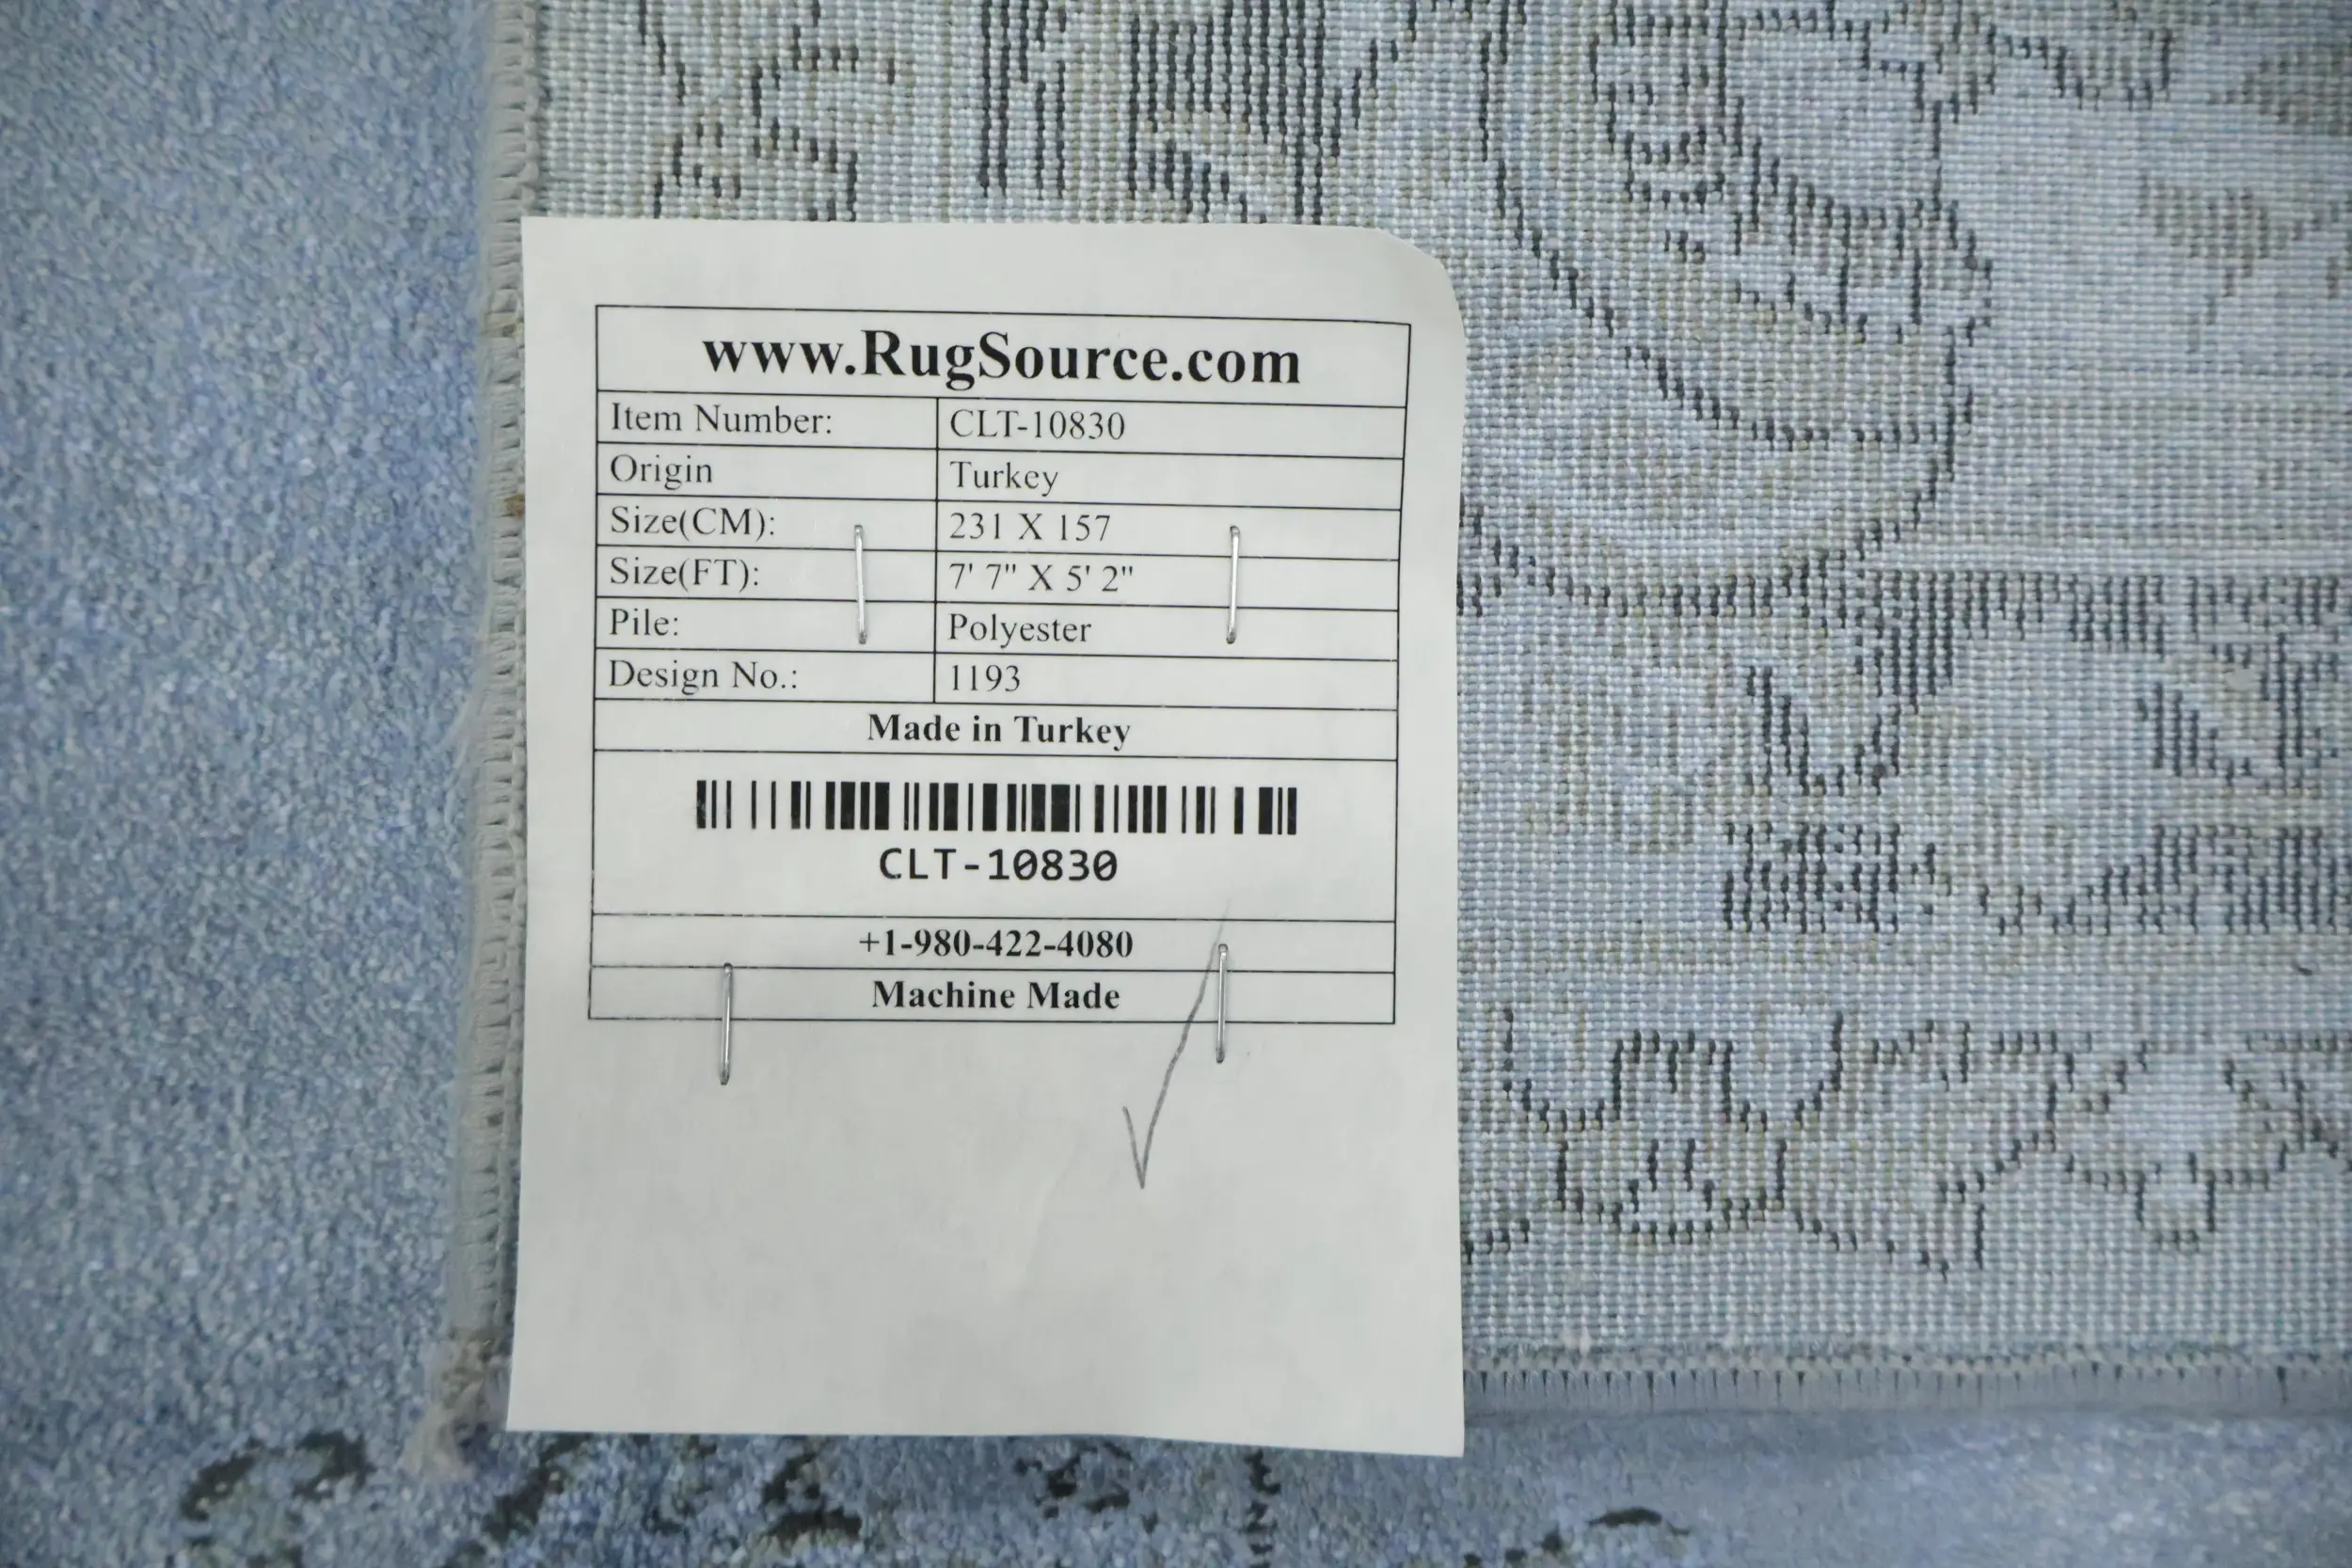 www.RugSource.com
Item Number: CLT-10830
Origin Turkey
Size(CM): 231 X 157
Size(FT): 7' 7" X 5' 2"
Pile: Polyester
Design No.: 1193
Made in Turkey
CLT-10830
+1-980-422-4080
Machine Made